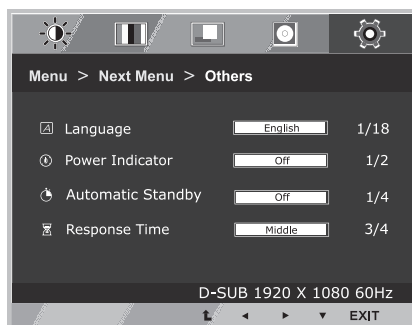 Menu > Next Menu > Others
Language English 1/18
Power Indicator Off 1/2
Automatic Standby Off 1/4
Response Time Middle 3/4
D-SUB 1920 X 1080 60Hz
EXIT